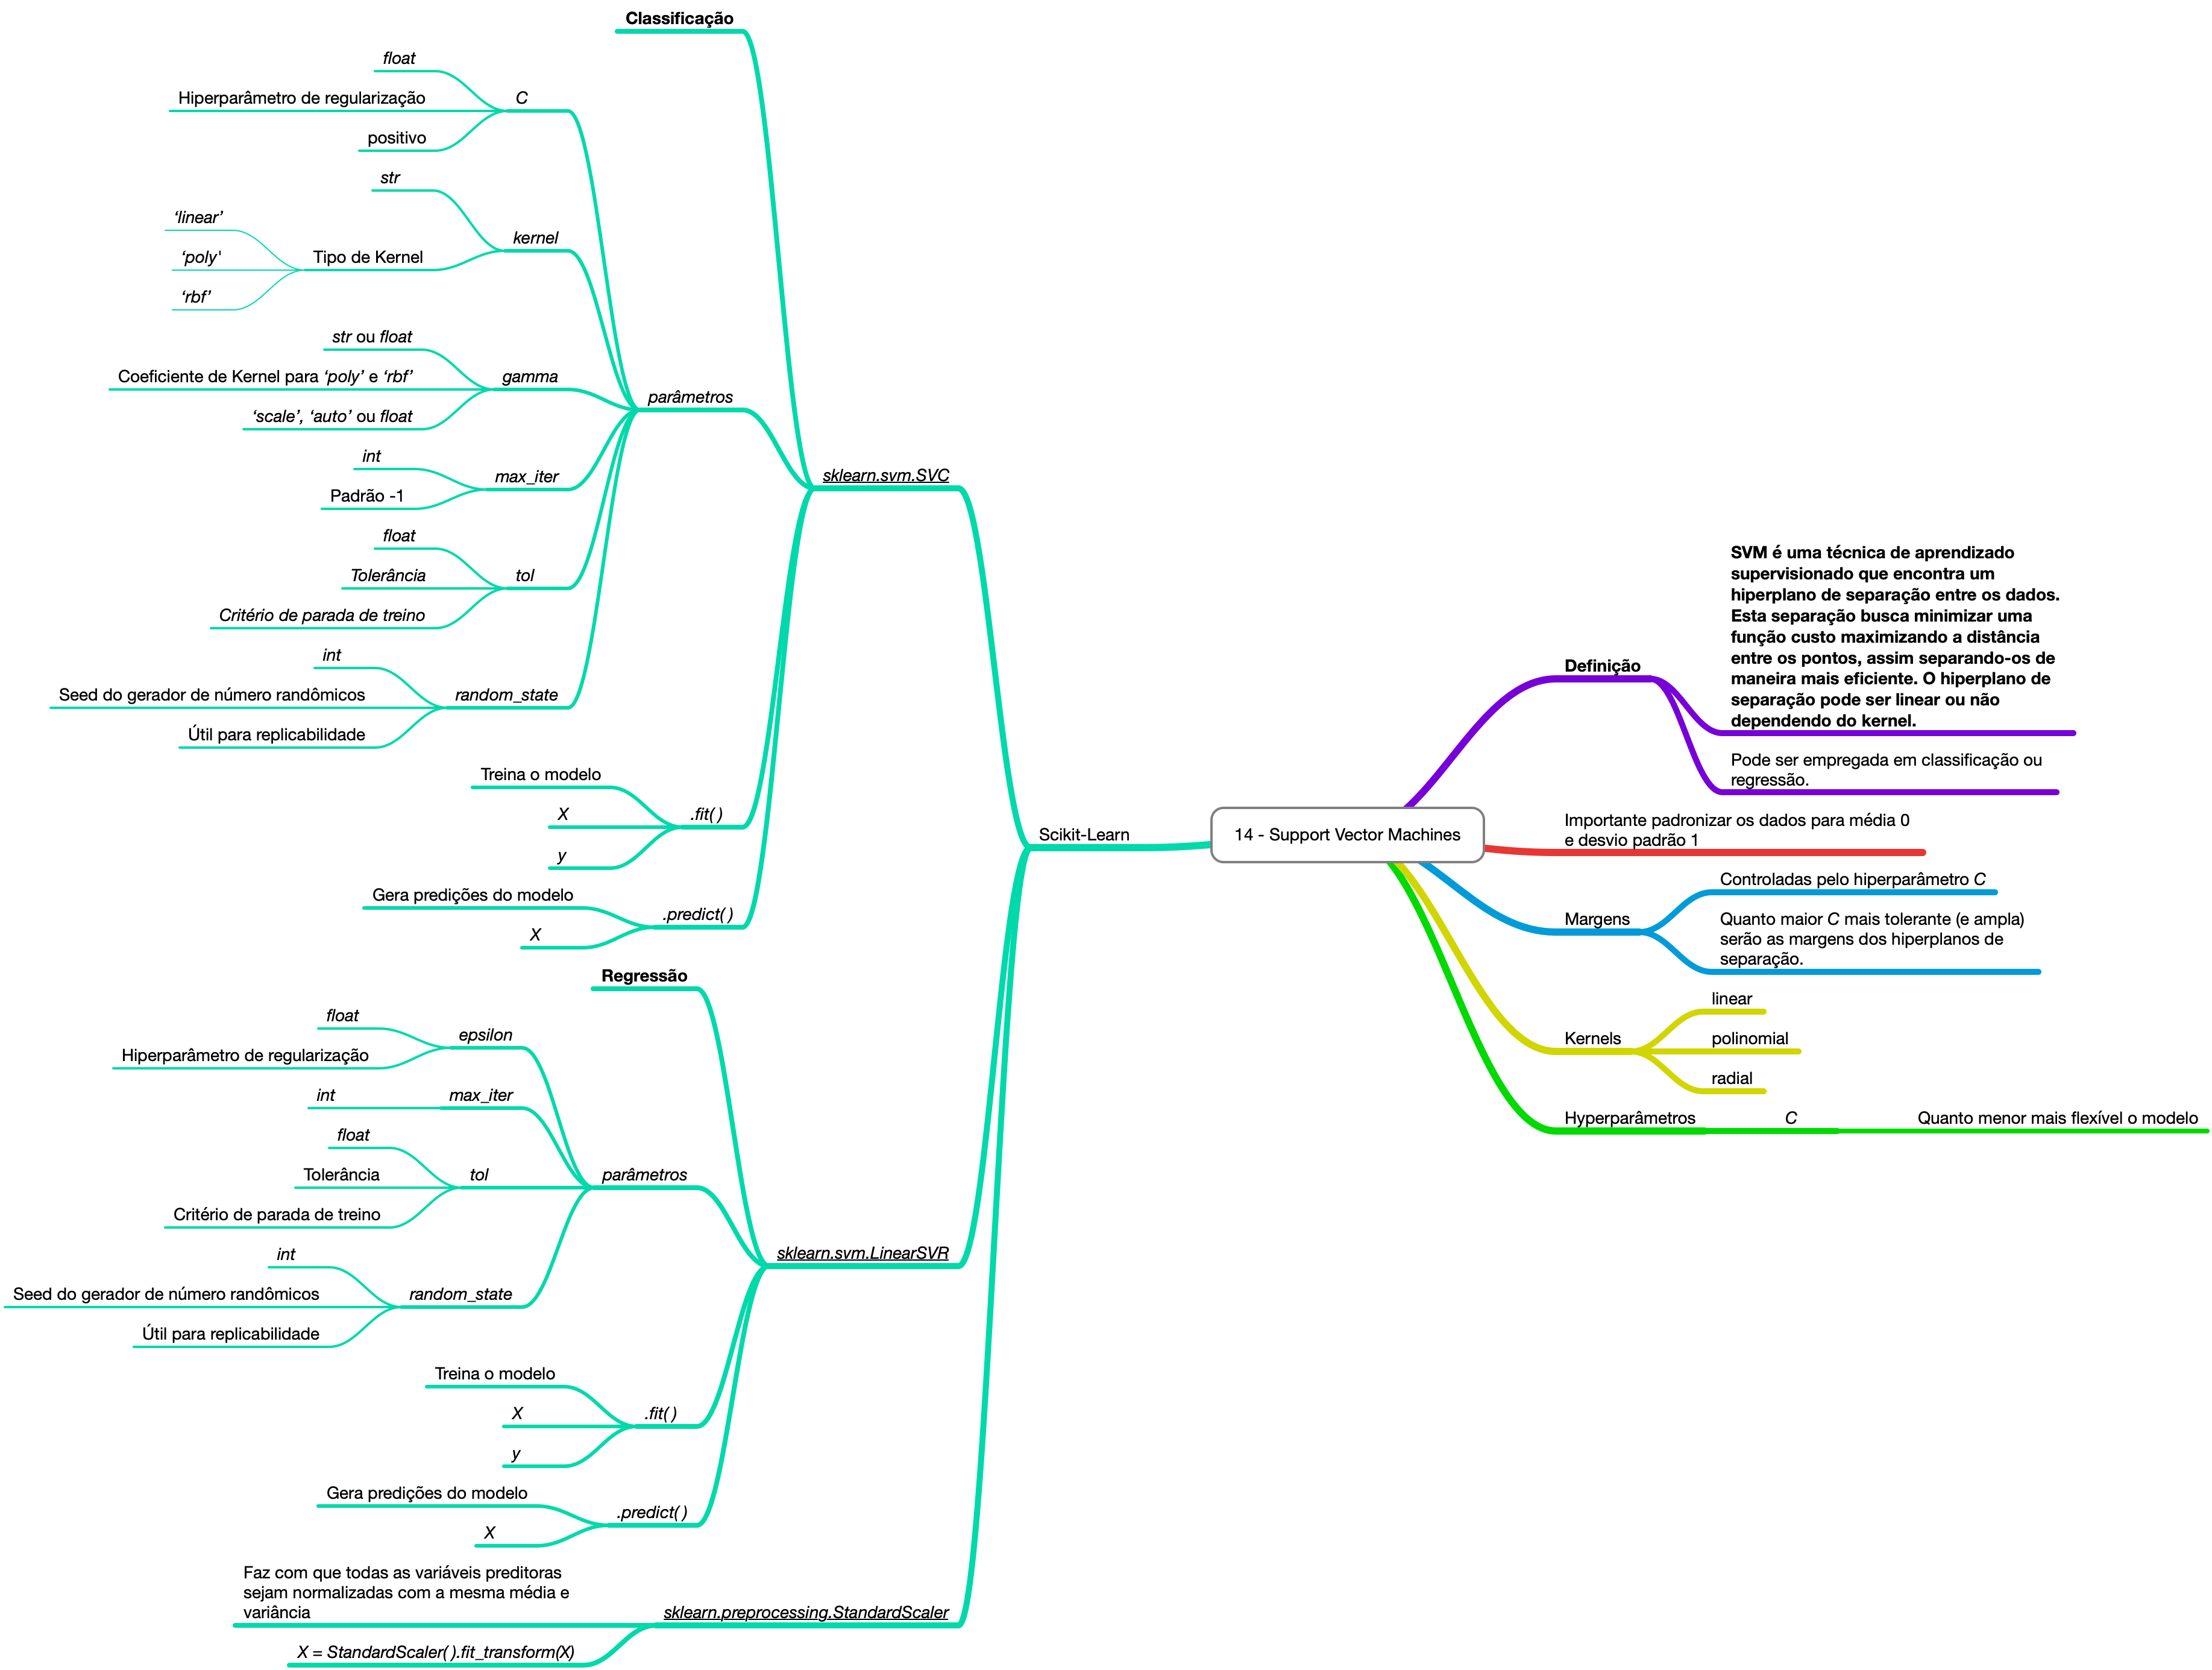 14 - Support Vector Machines
Definição
SVM é uma técnica de aprendizado
supervisionado que encontra um
hiperplano de separação entre os dados.
Esta separação busca minimizar uma
função custo maximizando a distância
entre os pontos, assim separando-os de
maneira mais eficiente. O hiperplano de
separação pode ser linear ou não
dependendo do kernel.
Pode ser empregada em classificação ou
regressão.
Importante padronizar os dados para média 0
e desvio padrão 1
Margens
Controladas pelo hiperparâmetro C
Quanto maior C mais tolerante (e ampla)
serão as margens dos hiperplanos de
separação.
Kernels
linear
polinomial
radial
Hyperparâmetros
C
Quanto menor mais flexível o modelo
Scikit-Learn
sklearn.svm.SVC
Classificação
parâmetros
C
float
Hiperparâmetro de regularização
positivo
kernel
str
Tipo de Kernel
‘linear’
‘poly'
‘rbf’
gamma
str ou float
Coeficiente de Kernel para ‘poly’ e ‘rbf’
‘scale’, ‘auto’ ou float
max_iter
int
Padrão -1
tol
float
Tolerância
Critério de parada de treino
random_state
int
Seed do gerador de número randômicos
Útil para replicabilidade
.fit()
Treina o modelo
X
y
.predict()
Gera predições do modelo
X
sklearn.svm.LinearSVR
Regressão
parâmetros
epsilon
float
Hiperparâmetro de regularização
max_iter
int
tol
float
Tolerância
Critério de parada de treino
random_state
int
Seed do gerador de número randômicos
Útil para replicabilidade
.fit()
Treina o modelo
X
y
.predict()
Gera predições do modelo
X
sklearn.preprocessing.StandardScaler
Faz com que todas as variáveis preditoras
sejam normalizadas com a mesma média e
variância
X = StandardScaler().fit_transform(X)